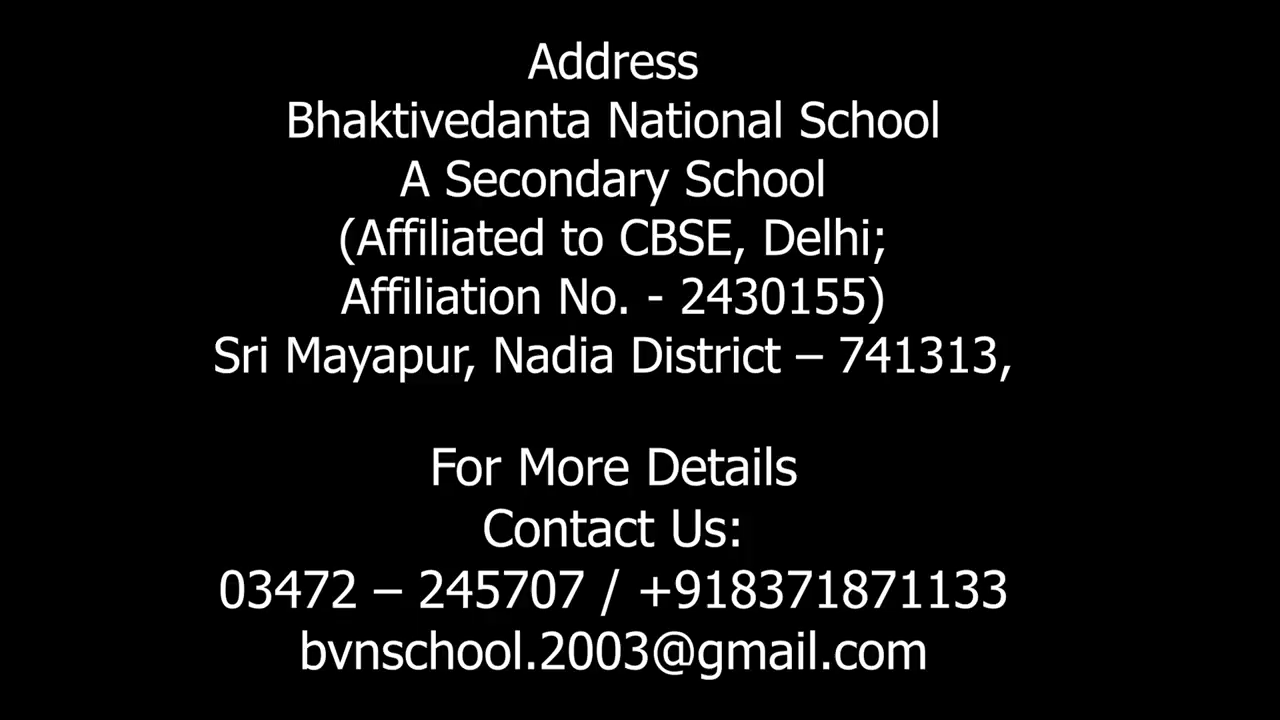 Address
Bhaktivedanta National School
A Secondary School
(Affiliated to CBSE, Delhi;
Affiliation No. - 2430155)
Sri Mayapur, Nadia District – 741313,
For More Details
Contact Us:
03472 – 245707 / +918371871133
bvnschool.2003@gmail.com